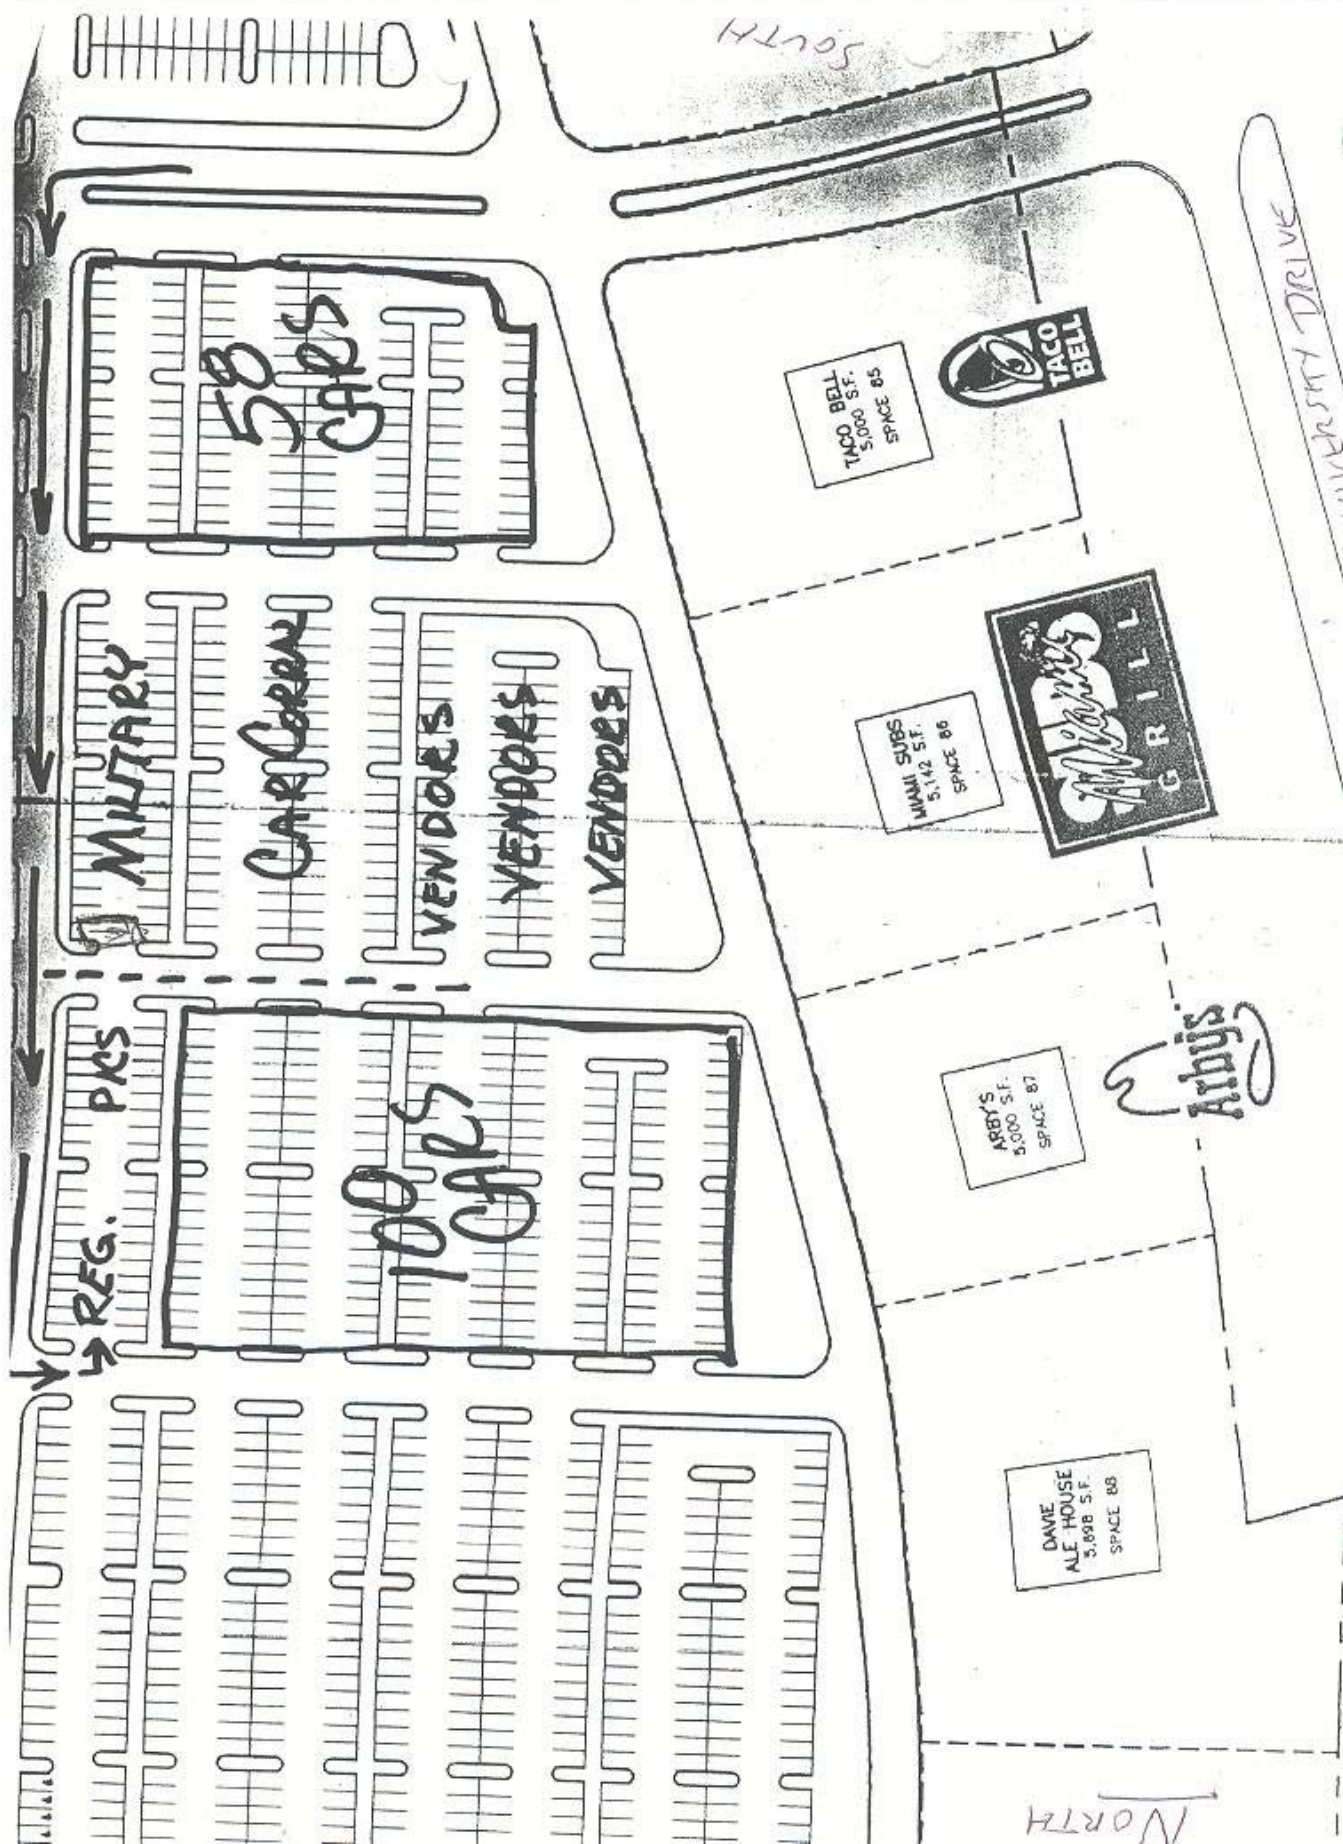 SOUTH
DRIVE
58
CARS
TACO BELL
5,000 S.F.
SPACE 85
TACO
BELL
MILITARY
CAR CORRAL
VENDORS
VENDORS
VENDORS
MIAMI SUBS
5,142 S.F.
SPACE 86
Miami
GRILL
PKS
REG.
100
CARS
ARBY'S
5,000 S.F.
SPACE 87
Arby's
DAVIE
ALE HOUSE
5,898 S.F.
SPACE 88
NORTH